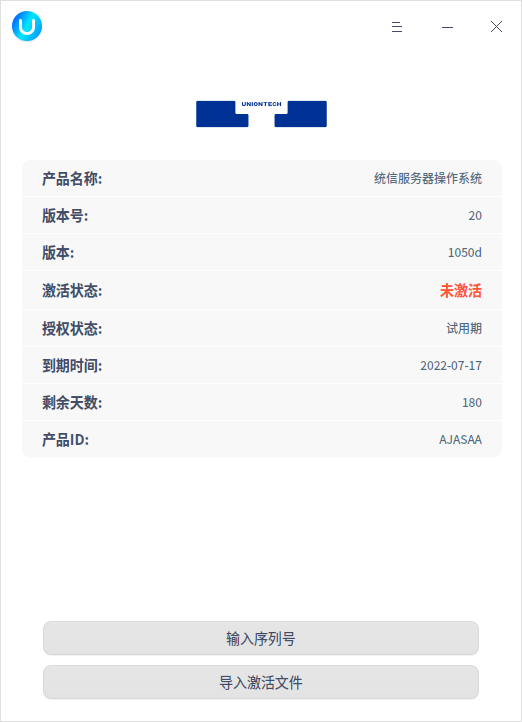 UNIONTECH
产品名称: 统信服务器操作系统
版本号: 20
版本: 1050d
激活状态: 未激活
授权状态: 试用期
到期时间: 2022-07-17
剩余天数: 180
产品ID: AJASAA
输入序列号
导入激活文件